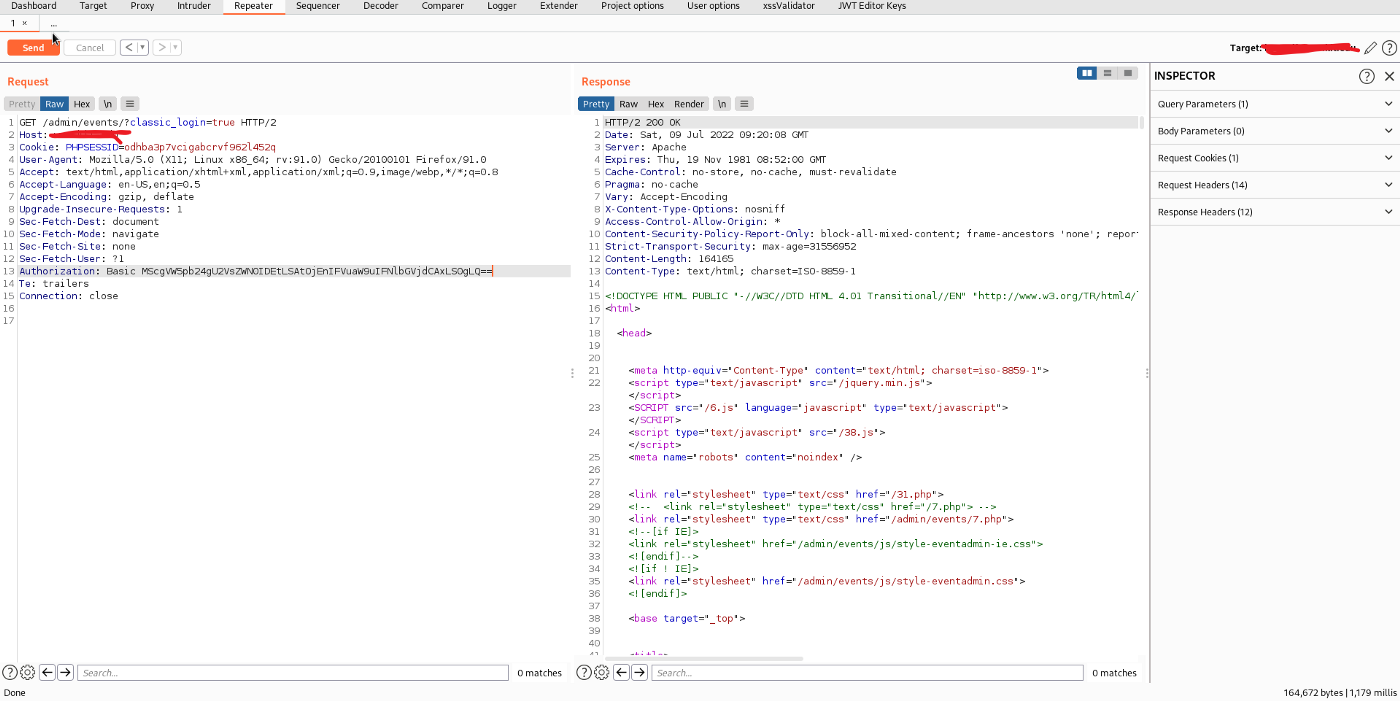 Dashboard Target Proxy Intruder Repeater Sequencer Decoder Comparer Logger Extender Project options User options xssValidator JWT Editor Keys
1 × ...
Send Cancel < >
Target:
Request
Pretty Raw Hex \n
1 GET /admin/events/?classic_login=true HTTP/2
2 Host:
3 Cookie: PHPSESSID=odhba3p7vcigabcrvf962l452q
4 User-Agent: Mozilla/5.0 (X11; Linux x86_64; rv:91.0) Gecko/20100101 Firefox/91.0
5 Accept: text/html,application/xhtml+xml,application/xml;q=0.9,image/webp,*/*;q=0.8
6 Accept-Language: en-US,en;q=0.5
7 Accept-Encoding: gzip, deflate
8 Upgrade-Insecure-Requests: 1
9 Sec-Fetch-Dest: document
10 Sec-Fetch-Mode: navigate
11 Sec-Fetch-Site: none
12 Sec-Fetch-User: ?1
13 Authorization: Basic MScgVW5pb24gU2VsZWN0IDEtLSAtOjEnIFVuaW9uIFNlbGVjdCAxLS0gLQ==
14 Te: trailers
15 Connection: close
16
17
Search... 0 matches
Response
Pretty Raw Hex Render \n
1 HTTP/2 200 OK
2 Date: Sat, 09 Jul 2022 09:20:08 GMT
3 Server: Apache
4 Expires: Thu, 19 Nov 1981 08:52:00 GMT
5 Cache-Control: no-store, no-cache, must-revalidate
6 Pragma: no-cache
7 Vary: Accept-Encoding
8 X-Content-Type-Options: nosniff
9 Access-Control-Allow-Origin: *
10 Content-Security-Policy-Report-Only: block-all-mixed-content; frame-ancestors 'none'; repor
11 Strict-Transport-Security: max-age=31556952
12 Content-Length: 164165
13 Content-Type: text/html; charset=ISO-8859-1
14
15 <!DOCTYPE HTML PUBLIC "-//W3C//DTD HTML 4.01 Transitional//EN" "http://www.w3.org/TR/html4/
16 <html>
17
18 <head>
19
20
21 <meta http-equiv="Content-Type" content="text/html; charset=iso-8859-1">
22 <script type="text/javascript" src="/jquery.min.js">
</script>
23 <SCRIPT src="/6.js" language="javascript" type="text/javascript">
</SCRIPT>
24 <script type="text/javascript" src="/38.js">
</script>
25 <meta name="robots" content="noindex" />
26
27
28 <link rel="stylesheet" type="text/css" href="/31.php">
29 <!-- <link rel="stylesheet" type="text/css" href="/7.php"> -->
30 <link rel="stylesheet" type="text/css" href="/admin/events/7.php">
31 <!--[if IE]>
32 <link rel="stylesheet" href="/admin/events/js/style-eventadmin-ie.css">
33 <![endif]-->
34 <![if ! IE]>
35 <link rel="stylesheet" href="/admin/events/js/style-eventadmin.css">
36 <![endif]>
37
38 <base target="_top">
39
40
41 <title>
Search... 0 matches
INSPECTOR
Query Parameters (1)
Body Parameters (0)
Request Cookies (1)
Request Headers (14)
Response Headers (12)
Done
164,672 bytes | 1,179 millis